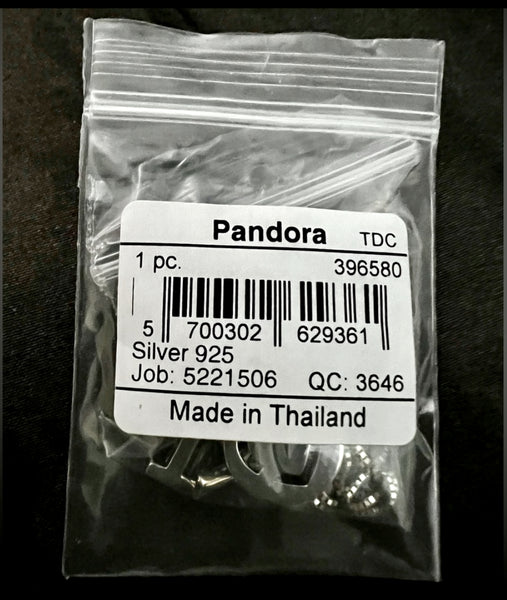 Pandora TDC
1 pc. 396580
5 700302 629361
Silver 925
Job: 5221506 QC: 3646
Made in Thailand